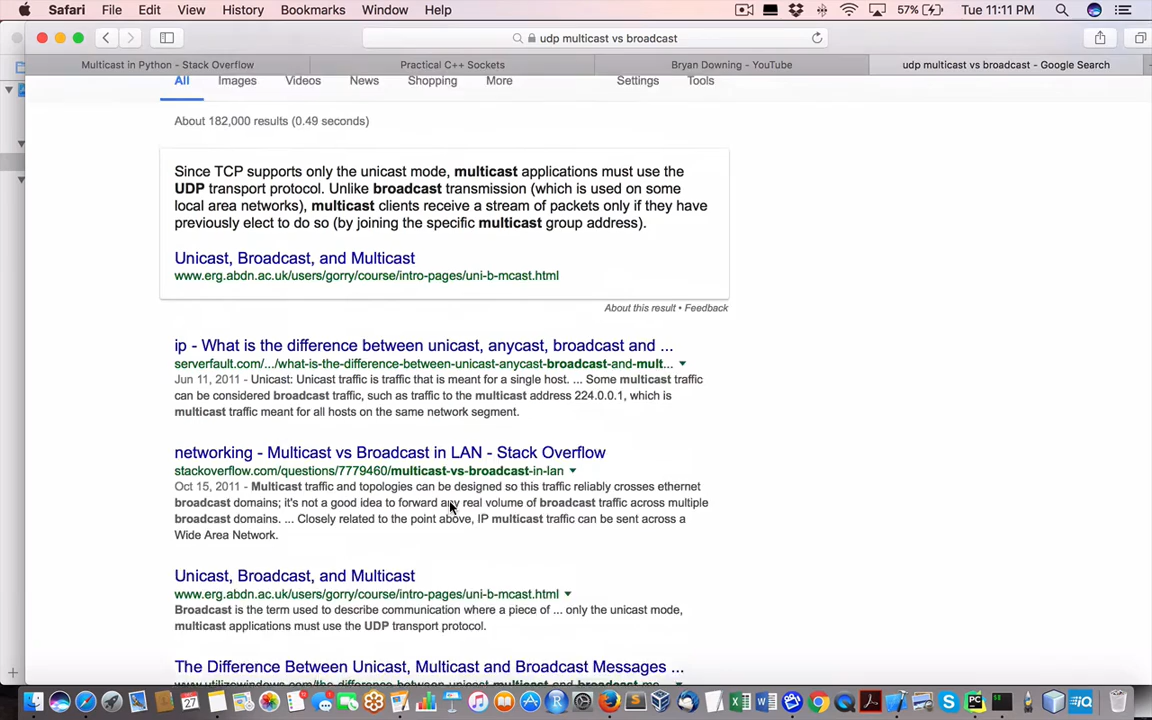 Safari File Edit View History Bookmarks Window Help 57% Tue 11:11 PM
udp multicast vs broadcast
Multicast in Python - Stack Overflow Practical C++ Sockets Bryan Downing - YouTube udp multicast vs broadcast - Google Search
All Images Videos News Shopping More Settings Tools
About 182,000 results (0.49 seconds)
Since TCP supports only the unicast mode, multicast applications must use the
UDP transport protocol. Unlike broadcast transmission (which is used on some
local area networks), multicast clients receive a stream of packets only if they have
previously elect to do so (by joining the specific multicast group address).
Unicast, Broadcast, and Multicast
www.erg.abdn.ac.uk/users/gorry/course/intro-pages/uni-b-mcast.html
About this result • Feedback
ip - What is the difference between unicast, anycast, broadcast and ...
serverfault.com/.../what-is-the-difference-between-unicast-anycast-broadcast-and-mult...
Jun 11, 2011 - Unicast: Unicast traffic is traffic that is meant for a single host. ... Some multicast traffic
can be considered broadcast traffic, such as traffic to the multicast address 224.0.0.1, which is
multicast traffic meant for all hosts on the same network segment.
networking - Multicast vs Broadcast in LAN - Stack Overflow
stackoverflow.com/questions/7779460/multicast-vs-broadcast-in-lan
Oct 15, 2011 - Multicast traffic and topologies can be designed so this traffic reliably crosses ethernet
broadcast domains; it's not a good idea to forward any real volume of broadcast traffic across multiple
broadcast domains. ... Closely related to the point above, IP multicast traffic can be sent across a
Wide Area Network.
Unicast, Broadcast, and Multicast
www.erg.abdn.ac.uk/users/gorry/course/intro-pages/uni-b-mcast.html
Broadcast is the term used to describe communication where a piece of ... only the unicast mode,
multicast applications must use the UDP transport protocol.
The Difference Between Unicast, Multicast and Broadcast Messages ...